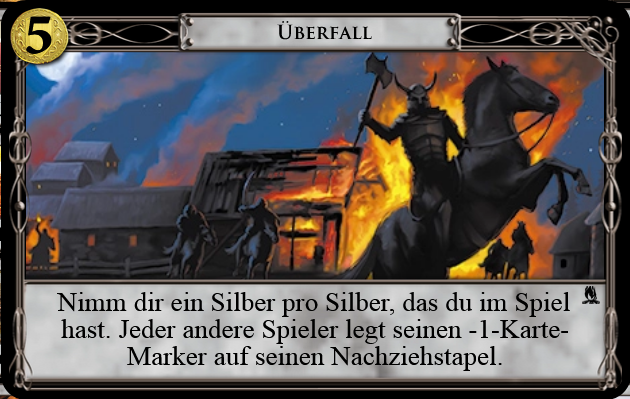 5
ÜBERFALL
Nimm dir ein Silber pro Silber, das du im Spiel
hast. Jeder andere Spieler legt seinen -1-Karte-
Marker auf seinen Nachziehstapel.